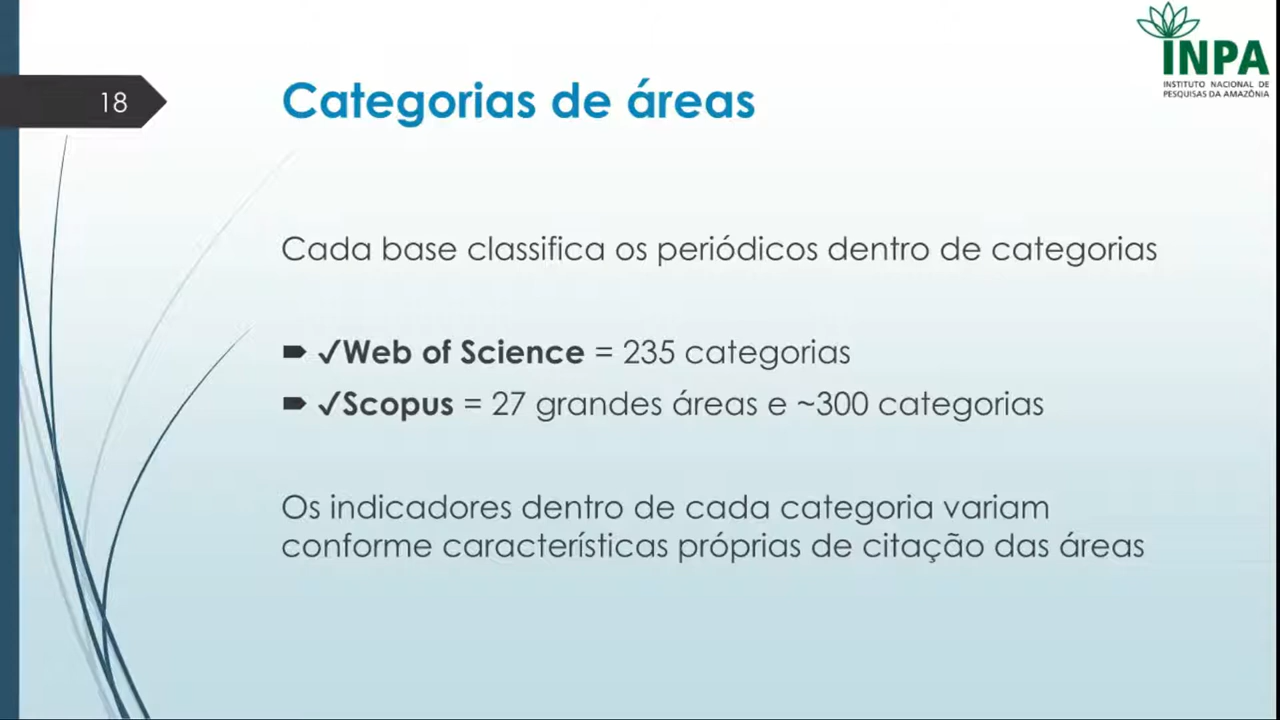 INPA
INSTITUTO NACIONAL DE
PESQUISAS DA AMAZÔNIA
18
Categorias de áreas
Cada base classifica os periódicos dentro de categorias
✓Web of Science = 235 categorias
✓Scopus = 27 grandes áreas e ~300 categorias
Os indicadores dentro de cada categoria variam
conforme características próprias de citação das áreas